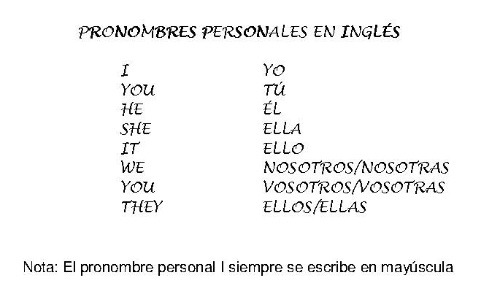 PRONOMBRES PERSONALES EN INGLÉS
I YO
YOU TÚ
HE ÉL
SHE ELLA
IT ELLO
WE NOSOTROS/NOSOTRAS
YOU VOSOTROS/VOSOTRAS
THEY ELLOS/ELLAS
Nota: El pronombre personal I siempre se escribe en mayúscula